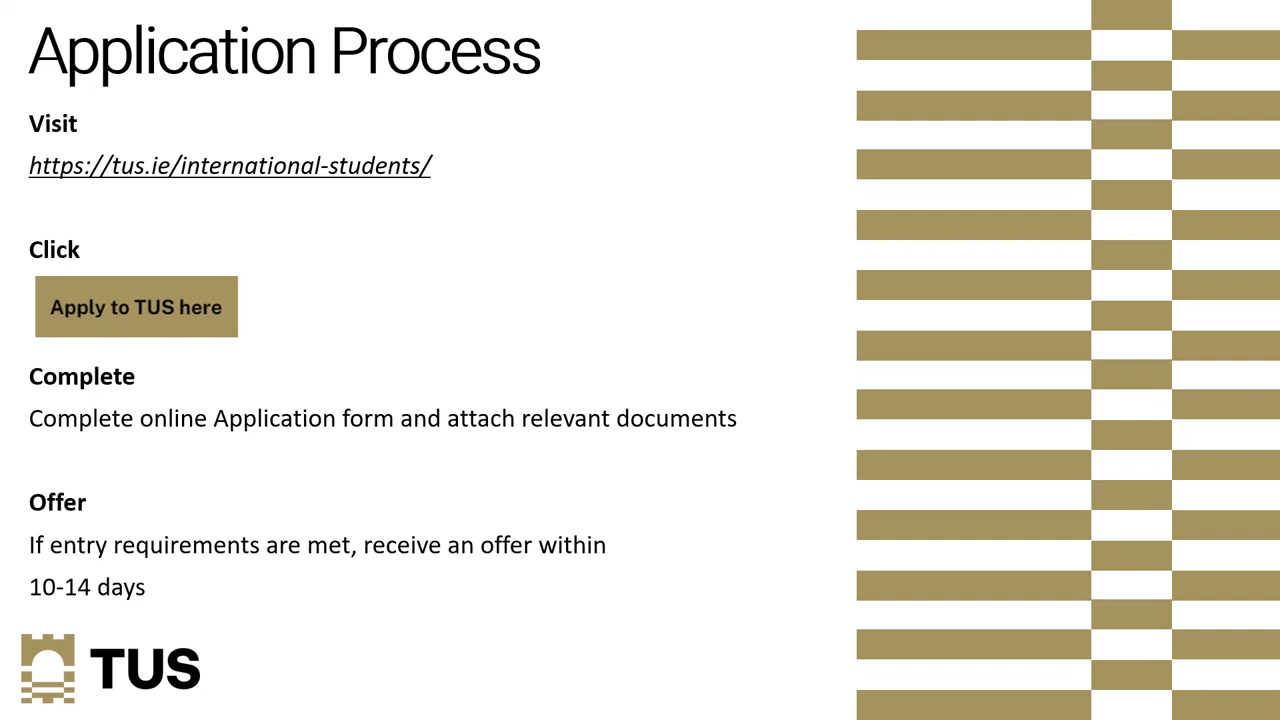 Application Process
Visit
https://tus.ie/international-students/
Click
Apply to TUS here
Complete
Complete online Application form and attach relevant documents
Offer
If entry requirements are met, receive an offer within
10-14 days
TUS